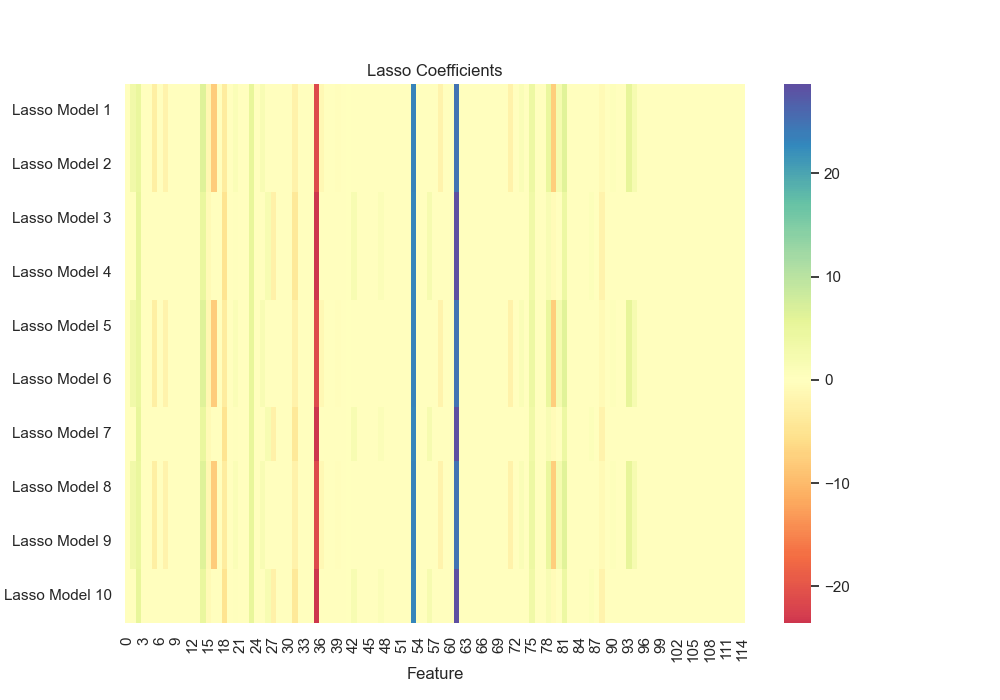 Lasso Coefficients
Lasso Model 1
Lasso Model 2
Lasso Model 3
Lasso Model 4
Lasso Model 5
Lasso Model 6
Lasso Model 7
Lasso Model 8
Lasso Model 9
Lasso Model 10
0 3 6 9 12 15 18 21 24 27 30 33 36 39 42 45 48 51 54 57 60 63 66 69 72 75 78 81 84 87 90 93 96 99 102 105 108 111 114
Feature
20
10
0
−10
−20